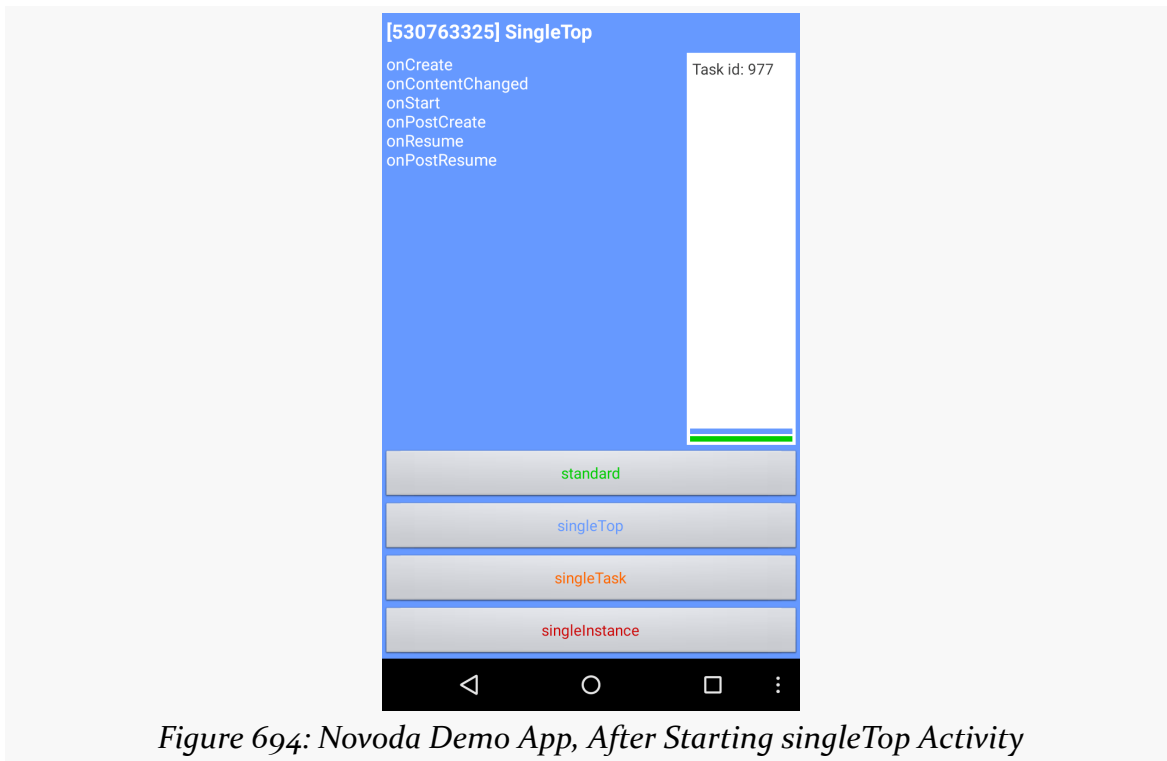 [530763325] SingleTop
onCreate
onContentChanged
onStart
onPostCreate
onResume
onPostResume
Task id: 977
standard
singleTop
singleTask
singleInstance
Figure 694: Novoda Demo App, After Starting singleTop Activity